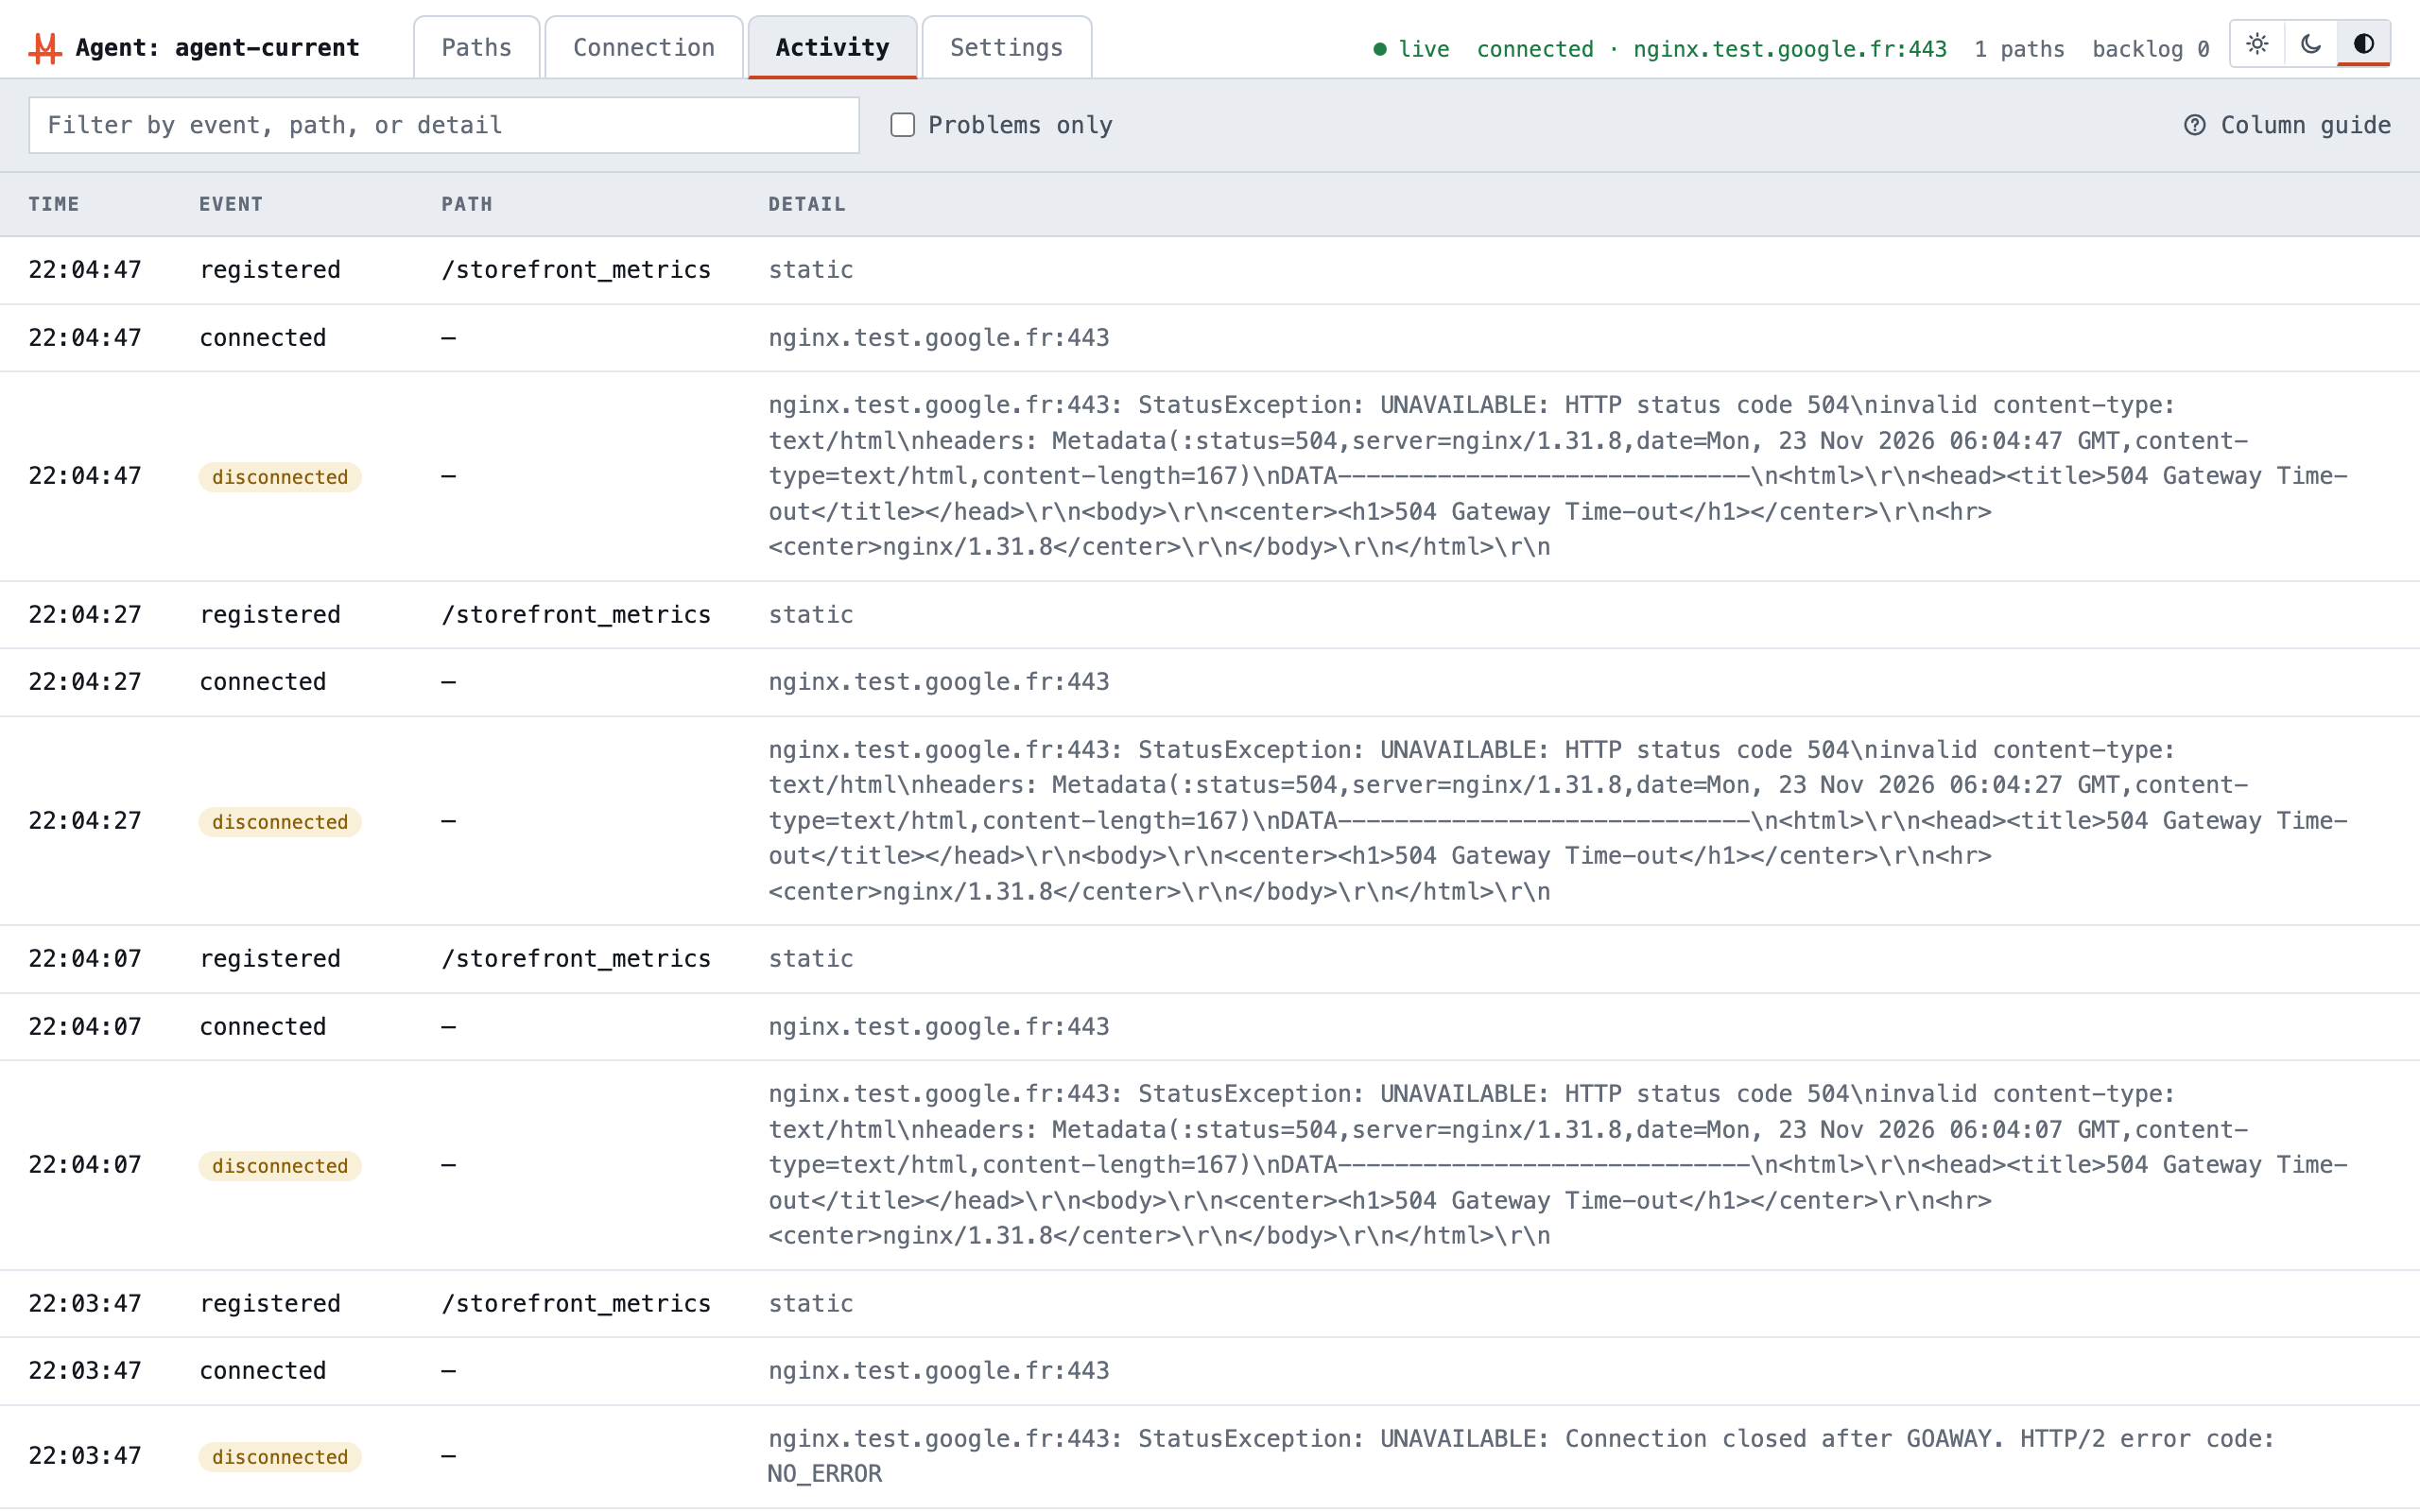 Agent: agent-current Paths Connection Activity Settings live connected · nginx.test.google.fr:443 1 paths backlog 0
Filter by event, path, or detail Problems only Column guide
TIME EVENT PATH DETAIL
22:04:47 registered /storefront_metrics static
22:04:47 connected — nginx.test.google.fr:443
22:04:47 disconnected — nginx.test.google.fr:443: StatusException: UNAVAILABLE: HTTP status code 504\ninvalid content-type:
text/html\nheaders: Metadata(:status=504,server=nginx/1.31.8,date=Mon, 23 Nov 2026 06:04:47 GMT,content-
type=text/html,content-length=167)\nDATA-----------------------------\n<html>\r\n<head><title>504 Gateway Time-
out</title></head>\r\n<body>\r\n<center><h1>504 Gateway Time-out</h1></center>\r\n<hr>
<center>nginx/1.31.8</center>\r\n</body>\r\n</html>\r\n
22:04:27 registered /storefront_metrics static
22:04:27 connected — nginx.test.google.fr:443
22:04:27 disconnected — nginx.test.google.fr:443: StatusException: UNAVAILABLE: HTTP status code 504\ninvalid content-type:
text/html\nheaders: Metadata(:status=504,server=nginx/1.31.8,date=Mon, 23 Nov 2026 06:04:27 GMT,content-
type=text/html,content-length=167)\nDATA-----------------------------\n<html>\r\n<head><title>504 Gateway Time-
out</title></head>\r\n<body>\r\n<center><h1>504 Gateway Time-out</h1></center>\r\n<hr>
<center>nginx/1.31.8</center>\r\n</body>\r\n</html>\r\n
22:04:07 registered /storefront_metrics static
22:04:07 connected — nginx.test.google.fr:443
22:04:07 disconnected — nginx.test.google.fr:443: StatusException: UNAVAILABLE: HTTP status code 504\ninvalid content-type:
text/html\nheaders: Metadata(:status=504,server=nginx/1.31.8,date=Mon, 23 Nov 2026 06:04:07 GMT,content-
type=text/html,content-length=167)\nDATA-----------------------------\n<html>\r\n<head><title>504 Gateway Time-
out</title></head>\r\n<body>\r\n<center><h1>504 Gateway Time-out</h1></center>\r\n<hr>
<center>nginx/1.31.8</center>\r\n</body>\r\n</html>\r\n
22:03:47 registered /storefront_metrics static
22:03:47 connected — nginx.test.google.fr:443
22:03:47 disconnected — nginx.test.google.fr:443: StatusException: UNAVAILABLE: Connection closed after GOAWAY. HTTP/2 error code:
NO_ERROR